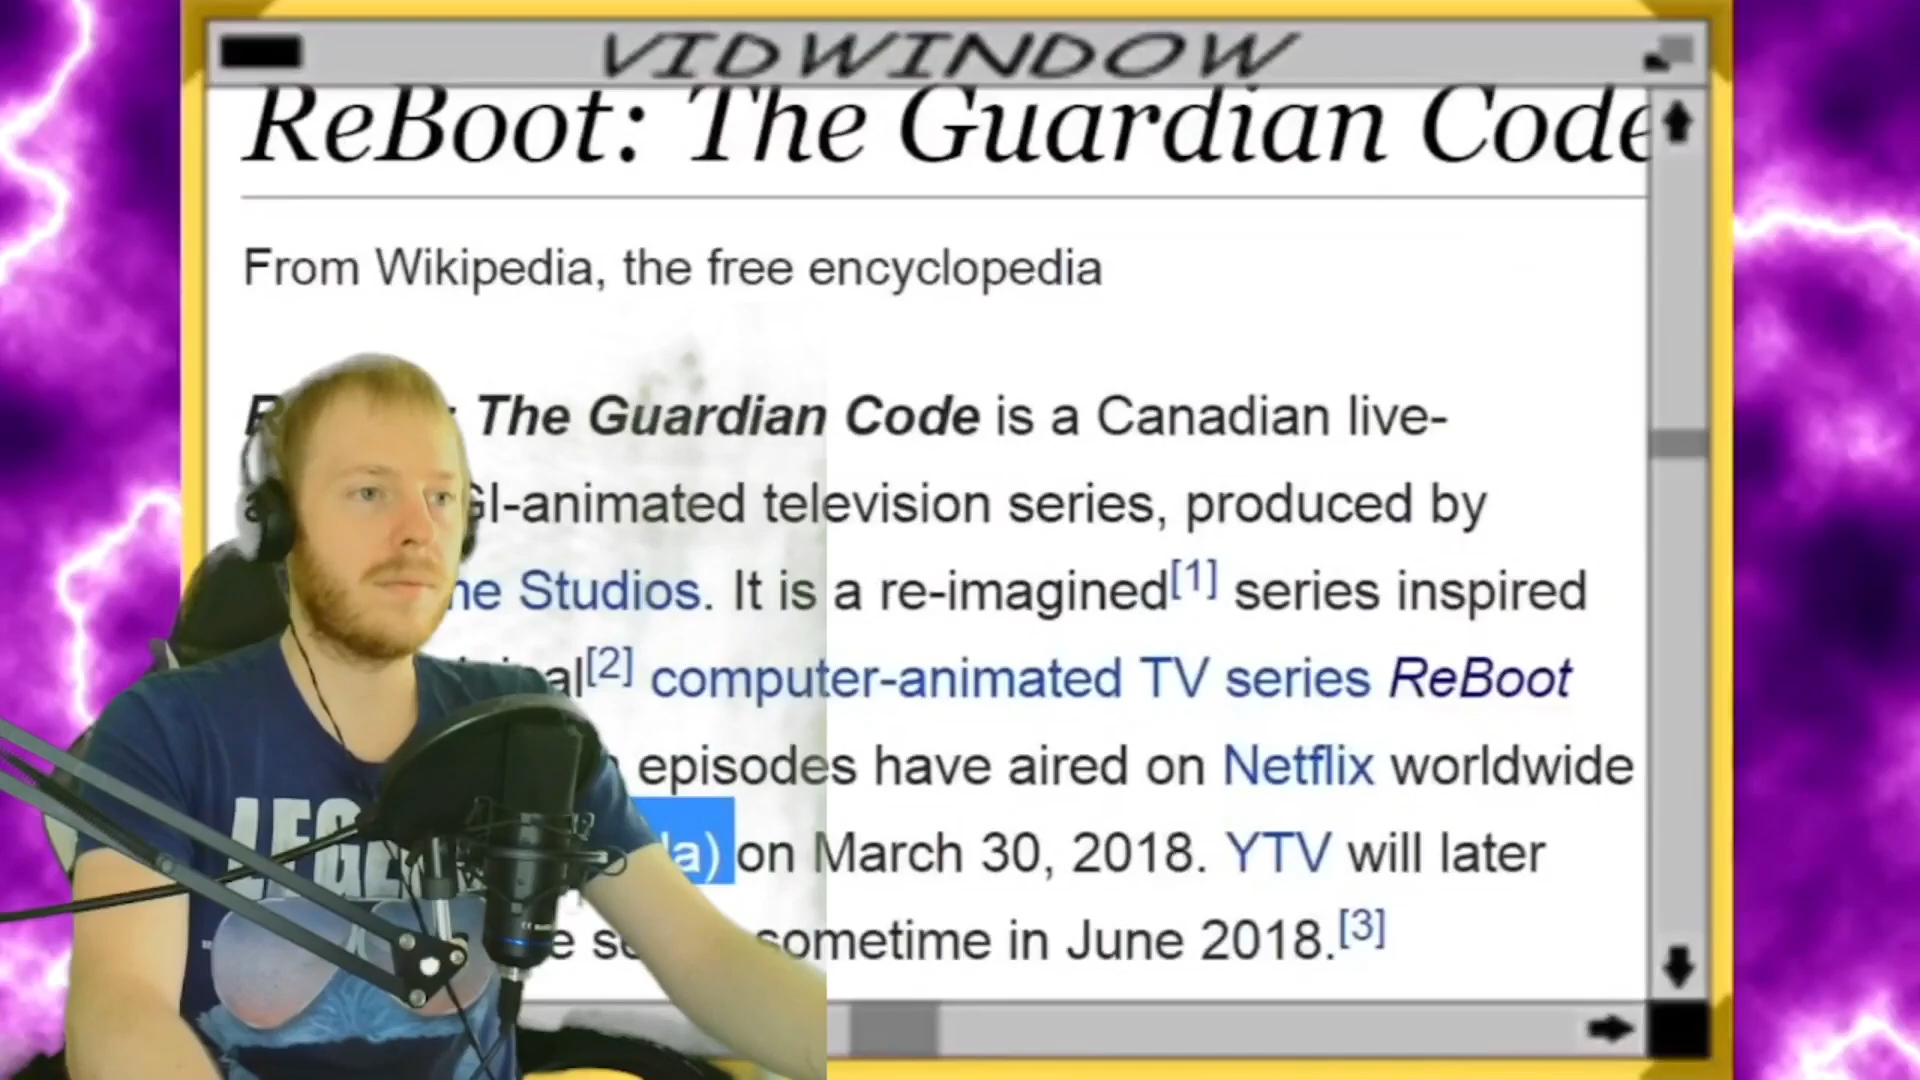 VIDWINDOW
ReBoot: The Guardian Code
From Wikipedia, the free encyclopedia
The Guardian Code is a Canadian live-
GI-animated television series, produced by
ne Studios. It is a re-imagined[1] series inspired
al[2] computer-animated TV series ReBoot
episodes have aired on Netflix worldwide
la) on March 30, 2018. YTV will later
sometime in June 2018.[3]